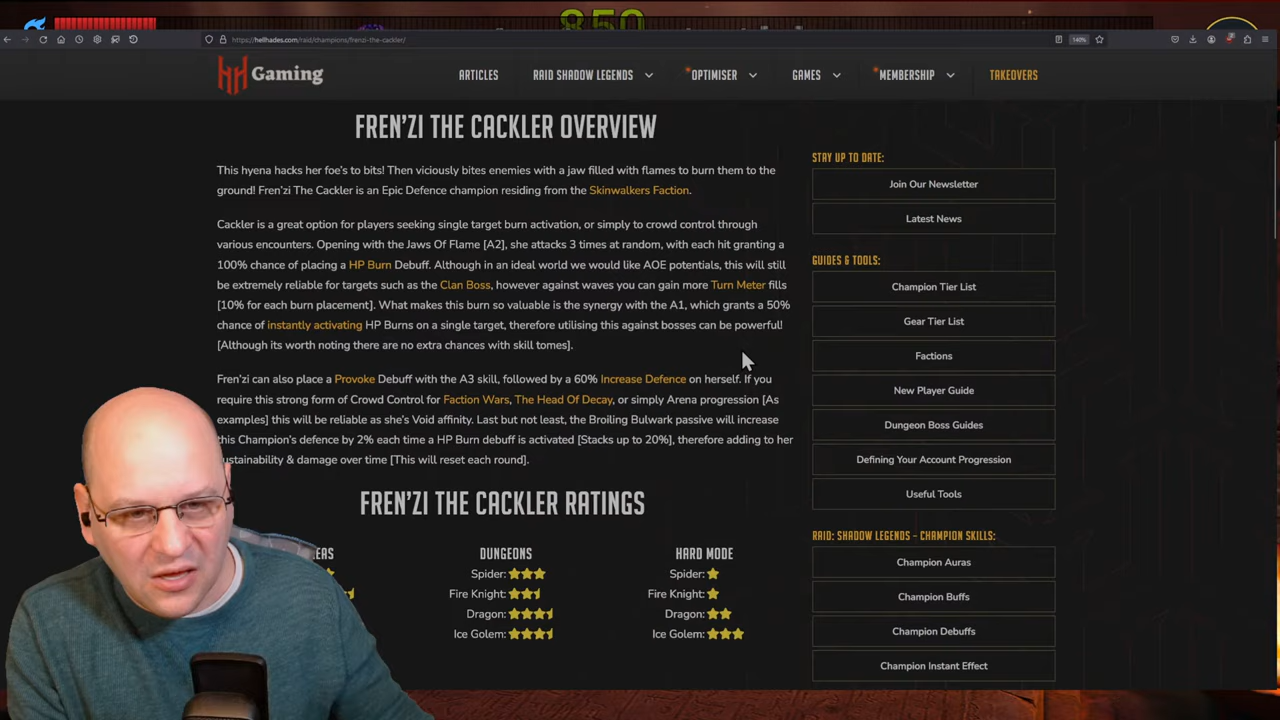 850
https://hellhades.com/raid/champions/frenzi-the-cackler/
140%
Gaming
ARTICLES
RAID SHADOW LEGENDS
OPTIMISER
GAMES
MEMBERSHIP
TAKEOVERS
FREN'ZI THE CACKLER OVERVIEW
This hyena hacks her foe's to bits! Then viciously bites enemies with a jaw filled with flames to burn them to the
ground! Fren'zi The Cackler is an Epic Defence champion residing from the Skinwalkers Faction.
Cackler is a great option for players seeking single target burn activation, or simply to crowd control through
various encounters. Opening with the Jaws Of Flame [A2], she attacks 3 times at random, with each hit granting a
100% chance of placing a HP Burn Debuff. Although in an ideal world we would like AOE potentials, this will still
be extremely reliable for targets such as the Clan Boss, however against waves you can gain more Turn Meter fills
[10% for each burn placement]. What makes this burn so valuable is the synergy with the A1, which grants a 50%
chance of instantly activating HP Burns on a single target, therefore utilising this against bosses can be powerful!
[Although its worth noting there are no extra chances with skill tomes].
Fren'zi can also place a Provoke Debuff with the A3 skill, followed by a 60% Increase Defence on herself. If you
require this strong form of Crowd Control for Faction Wars, The Head Of Decay, or simply Arena progression [As
examples] this will be reliable as she's Void affinity. Last but not least, the Broiling Bulwark passive will increase
this Champion's defence by 2% each time a HP Burn debuff is activated [Stacks up to 20%], therefore adding to her
sustainability & damage over time [This will reset each round].
FREN'ZI THE CACKLER RATINGS
DUNGEONS
Spider:
Fire Knight:
Dragon:
Ice Golem:
HARD MODE
Spider:
Fire Knight:
Dragon:
Ice Golem:
STAY UP TO DATE:
Join Our Newsletter
Latest News
GUIDES & TOOLS:
Champion Tier List
Gear Tier List
Factions
New Player Guide
Dungeon Boss Guides
Defining Your Account Progression
Useful Tools
RAID: SHADOW LEGENDS - CHAMPION SKILLS:
Champion Auras
Champion Buffs
Champion Debuffs
Champion Instant Effect